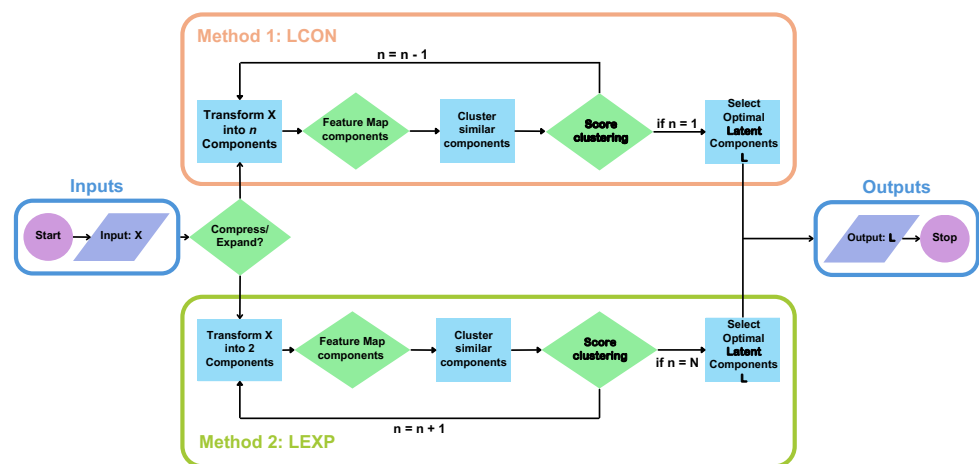 Method 1: LCON
n = n - 1
Transform X
into n
Components
Feature Map
components
Cluster
similar
components
Score
clustering
if n = 1
Select
Optimal
Latent
Components
L
Inputs
Start
Input: X
Compress/
Expand?
Outputs
Output: L
Stop
Transform X
into 2
Components
Feature Map
components
Cluster
similar
components
Score
clustering
if n = N
Select
Optimal
Latent
Components
L
n = n + 1
Method 2: LEXP